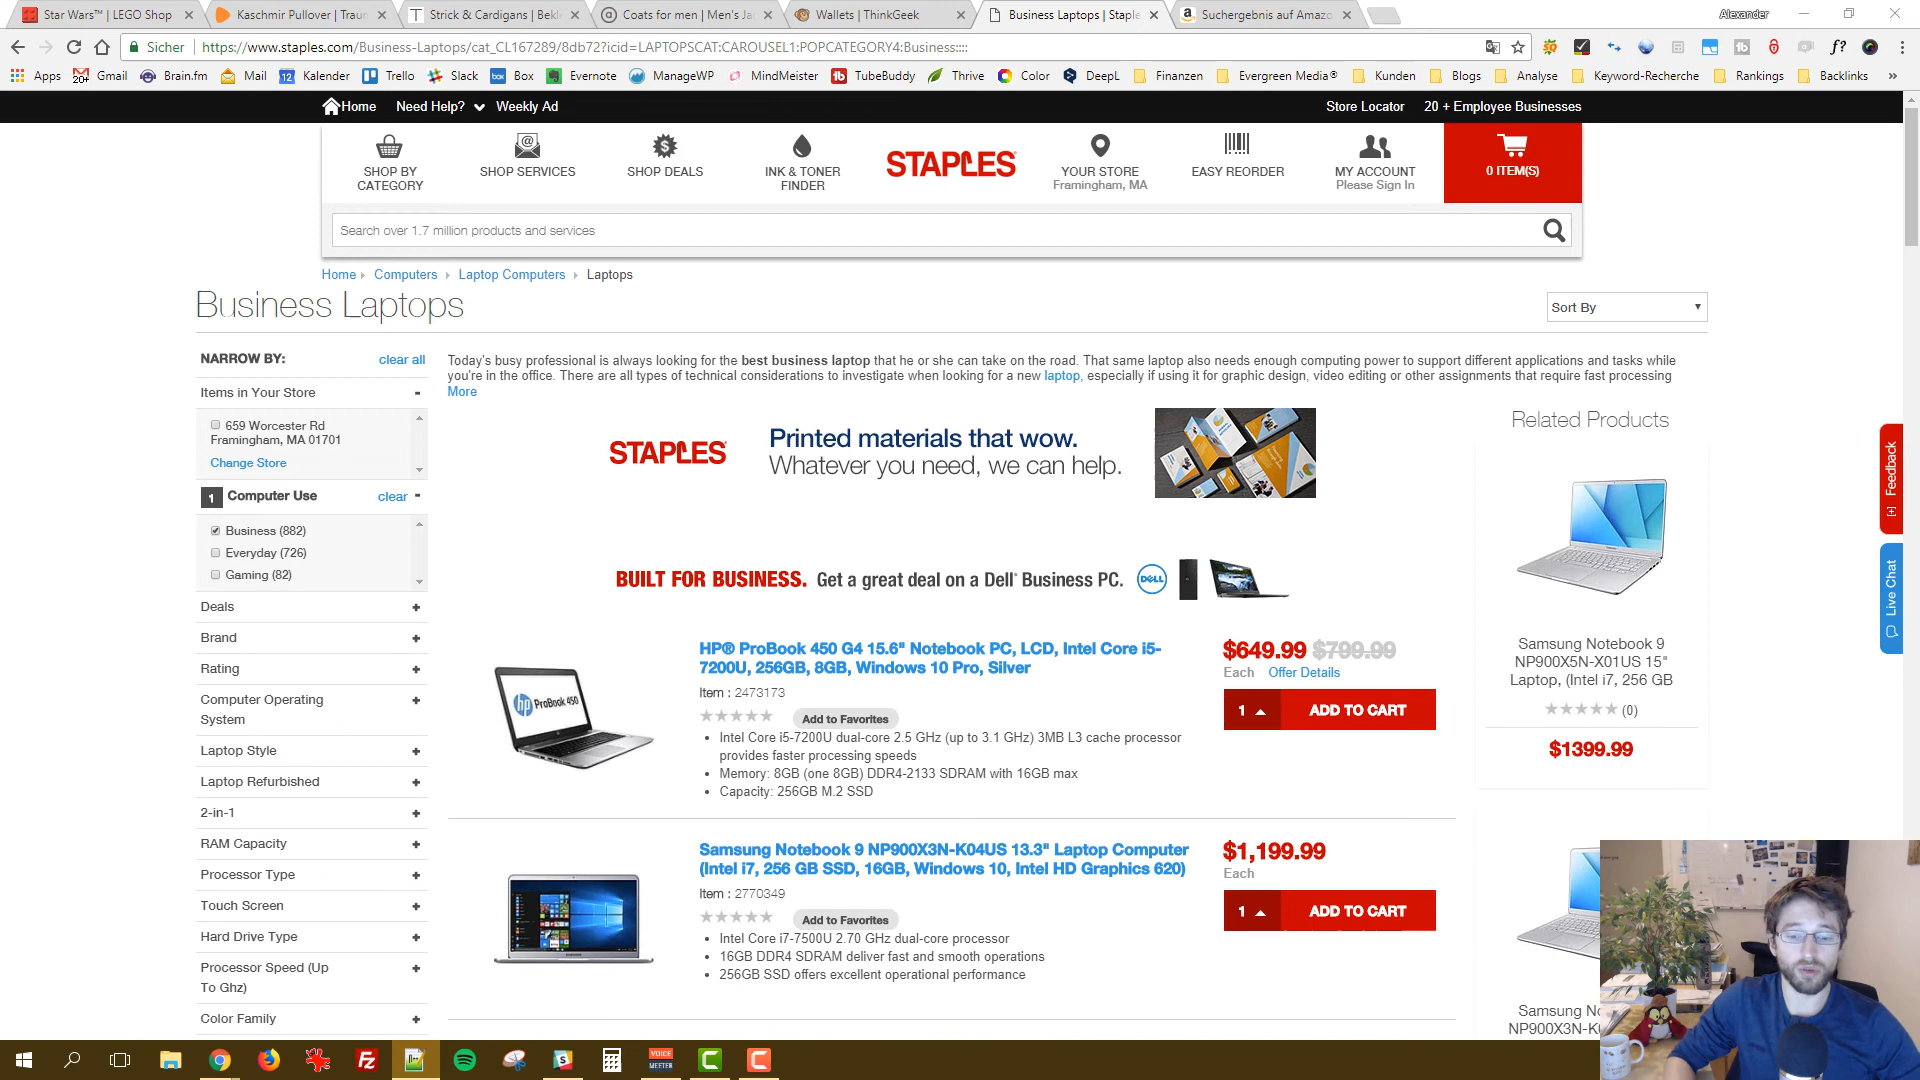 Star Wars™ | LEGO Shop
Kaschmir Pullover | Traum
Strick & Cardigans | Bekl
Coats for men | Men's Ja
Wallets | ThinkGeek
Business Laptops | Staple
Suchergebnis auf Amazo
Alexander
Sicher
https://www.staples.com/Business-Laptops/cat_CL167289/8db72?icid=LAPTOPSCAT:CAROUSEL1:POPCATEGORY4:Business::::
Apps
Gmail
Brain.fm
Mail
Kalender
Trello
Slack
Box
Evernote
ManageWP
MindMeister
TubeBuddy
Thrive
Color
DeepL
Finanzen
Evergreen Media®
Kunden
Blogs
Analyse
Keyword-Recherche
Rankings
Backlinks
Home
Need Help?
Weekly Ad
Store Locator
20 + Employee Businesses
SHOP BY
CATEGORY
SHOP SERVICES
SHOP DEALS
INK & TONER
FINDER
STAPLES
YOUR STORE
Framingham, MA
EASY REORDER
MY ACCOUNT
Please Sign In
0 ITEM(S)
Search over 1.7 million products and services
Home
Computers
Laptop Computers
Laptops
Business Laptops
Sort By
NARROW BY:
clear all
Items in Your Store
659 Worcester Rd
Framingham, MA 01701
Change Store
1 Computer Use
clear
Business (882)
Everyday (726)
Gaming (82)
Deals
Brand
Rating
Computer Operating
System
Laptop Style
Laptop Refurbished
2-in-1
RAM Capacity
Processor Type
Touch Screen
Hard Drive Type
Processor Speed (Up
To Ghz)
Color Family
Today's busy professional is always looking for the best business laptop that he or she can take on the road. That same laptop also needs enough computing power to support different applications and tasks while
you're in the office. There are all types of technical considerations to investigate when looking for a new laptop, especially if using it for graphic design, video editing or other assignments that require fast processing
More
STAPLES
Printed materials that wow.
Whatever you need, we can help.
BUILT FOR BUSINESS. Get a great deal on a Dell® Business PC.
DELL
hp ProBook 450
HP® ProBook 450 G4 15.6" Notebook PC, LCD, Intel Core i5-
7200U, 256GB, 8GB, Windows 10 Pro, Silver
Item : 2473173
Add to Favorites
Intel Core i5-7200U dual-core 2.5 GHz (up to 3.1 GHz) 3MB L3 cache processor
provides faster processing speeds
Memory: 8GB (one 8GB) DDR4-2133 SDRAM with 16GB max
Capacity: 256GB M.2 SSD
$649.99 $799.99
Each
Offer Details
1
ADD TO CART
Samsung Notebook 9 NP900X3N-K04US 13.3" Laptop Computer
(Intel i7, 256 GB SSD, 16GB, Windows 10, Intel HD Graphics 620)
Item : 2770349
Add to Favorites
Intel Core i7-7500U 2.70 GHz dual-core processor
16GB DDR4 SDRAM deliver fast and smooth operations
256GB SSD offers excellent operational performance
$1,199.99
Each
1
ADD TO CART
Related Products
Samsung Notebook 9
NP900X5N-X01US 15"
Laptop, (Intel i7, 256 GB
(0)
$1399.99
Samsung No
NP900X3N-K0
[+] Feedback
Live Chat
VOICE
MEETER